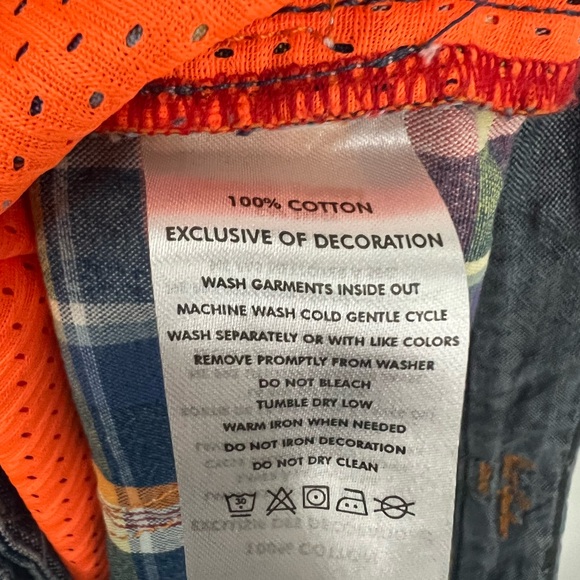 100% COTTON
EXCLUSIVE OF DECORATION
WASH GARMENTS INSIDE OUT
MACHINE WASH COLD GENTLE CYCLE
WASH SEPARATELY OR WITH LIKE COLORS
REMOVE PROMPTLY FROM WASHER
DO NOT BLEACH
TUMBLE DRY LOW
WARM IRON WHEN NEEDED
DO NOT IRON DECORATION
DO NOT DRY CLEAN
30